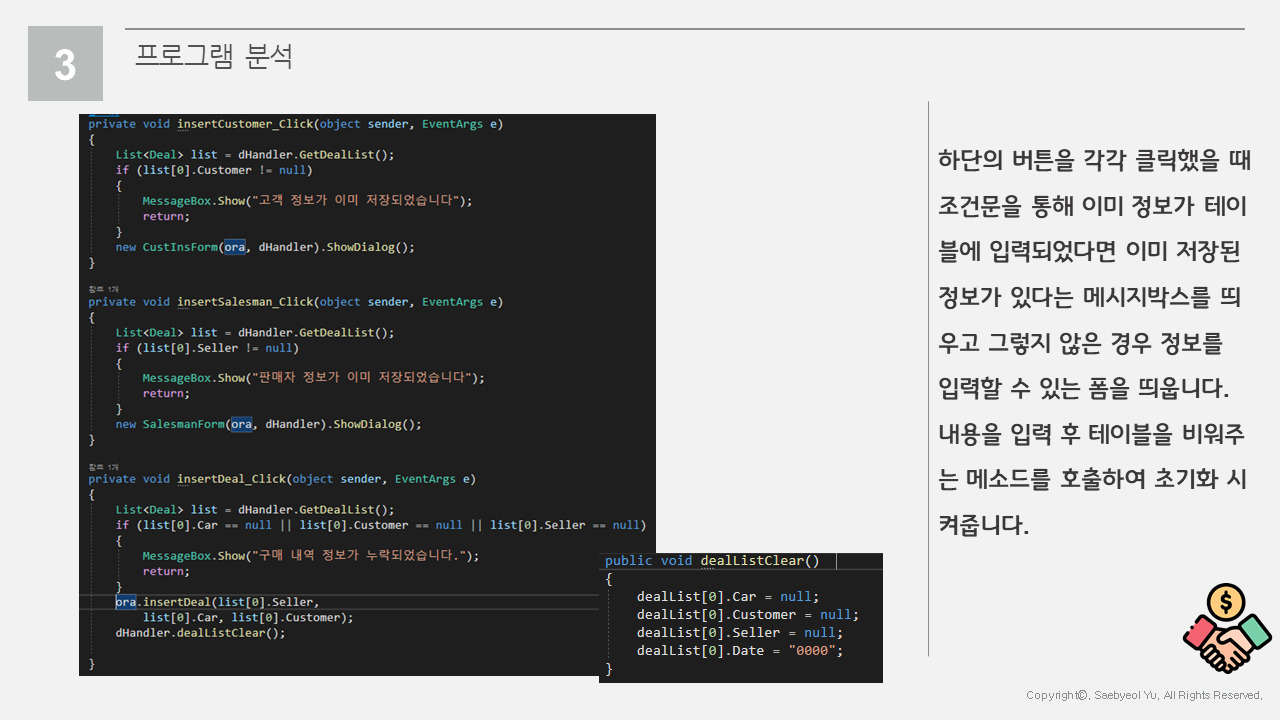 3
프로그램 분석
private void insertCustomer_Click(object sender, EventArgs e)
{
List<Deal> list = dHandler.GetDealList();
if (list[0].Customer != null)
{
MessageBox.Show("고객 정보가 이미 저장되었습니다");
return;
}
new CustInsForm(ora, dHandler).ShowDialog();
}
참조 1개
private void insertSalesman_Click(object sender, EventArgs e)
{
List<Deal> list = dHandler.GetDealList();
if (list[0].Seller != null)
{
MessageBox.Show("판매자 정보가 이미 저장되었습니다");
return;
}
new SalesmanForm(ora, dHandler).ShowDialog();
}
참조 1개
private void insertDeal_Click(object sender, EventArgs e)
{
List<Deal> list = dHandler.GetDealList();
if (list[0].Car == null || list[0].Customer == null || list[0].Seller == null)
{
MessageBox.Show("구매 내역 정보가 누락되었습니다.");
return;
}
ora.insertDeal(list[0].Seller,
list[0].Car, list[0].Customer);
dHandler.dealListClear();
}
public void dealListClear()
{
dealList[0].Car = null;
dealList[0].Customer = null;
dealList[0].Seller = null;
dealList[0].Date = "0000";
}
하단의 버튼을 각각 클릭했을 때
조건문을 통해 이미 정보가 테이
블에 입력되었다면 이미 저장된
정보가 있다는 메시지박스를 띄
우고 그렇지 않은 경우 정보를
입력할 수 있는 폼을 띄웁니다.
내용을 입력 후 테이블을 비워주
는 메소드를 호출하여 초기화 시
켜줍니다.
$
Copyright©. Saebyeol Yu. All Rights Reserved.